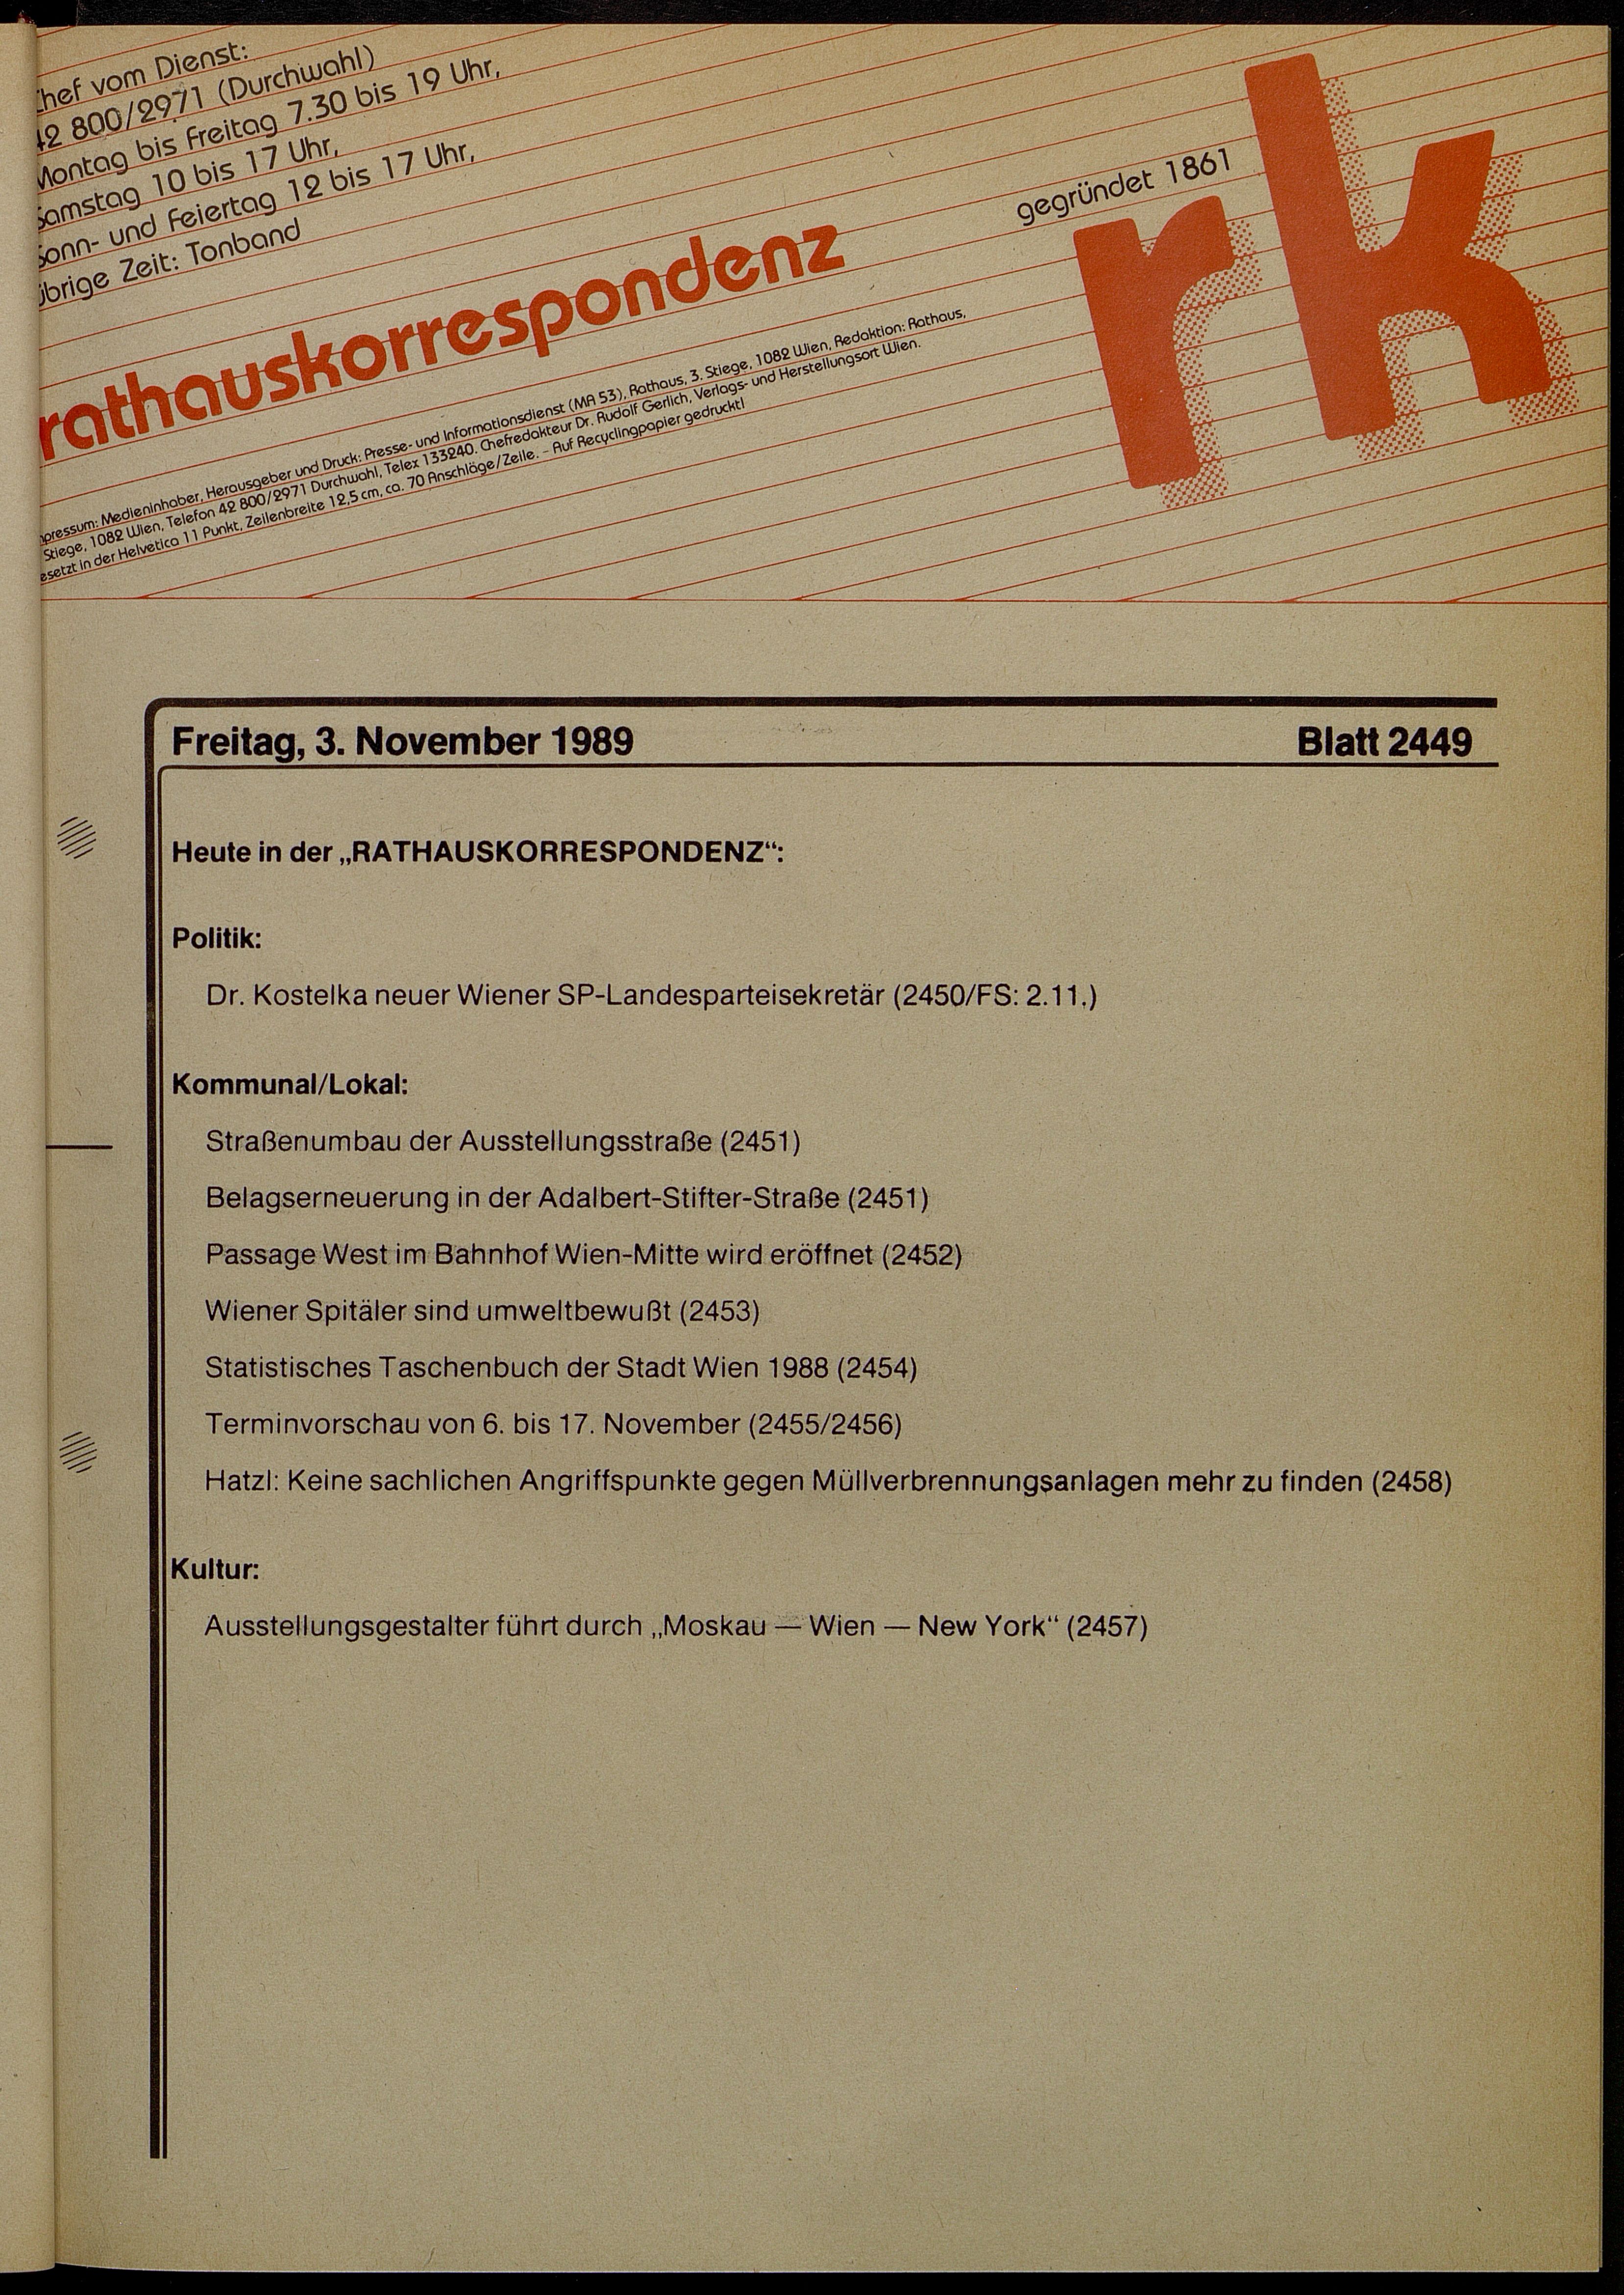 Chef vom Dienst:
42 800/2971 (Durchwahl)
Montag bis Freitag 7.30 bis 19 Uhr,
Samstag 10 bis 17 Uhr,
Sonn- und Feiertag 12 bis 17 Uhr,
übrige Zeit: Tonband
gegründet 1861
rk
rathauskorrespondenz
mpressum: Medieninhaber, Herausgeber und Druck: Presse- und Informationsdienst (MA 53), Rathaus, 3. Stiege, 1082 Wien, Redaktion: Rathaus,
Stiege, 1082 Wien, Telefon 42 800/2971 Durchwahl, Telex 133240. Chefredakteur Dr. Rudolf Gerlich, Verlags- und Herstellungsort Wien.
esetzt in der Helvetica 11 Punkt, Zeilenbreite 12,5 cm, ca. 70 Anschläge/Zeile. – Auf Recyclingpapier gedruckt!
Freitag, 3. November 1989 Blatt 2449
Heute in der „RATHAUSKORRESPONDENZ“:
Politik:
Dr. Kostelka neuer Wiener SP-Landesparteisekretär (2450/FS: 2.11.)
Kommunal/Lokal:
Straßenumbau der Ausstellungsstraße (2451)
Belagserneuerung in der Adalbert-Stifter-Straße (2451)
Passage West im Bahnhof Wien-Mitte wird eröffnet (2452)
Wiener Spitäler sind umweltbewußt (2453)
Statistisches Taschenbuch der Stadt Wien 1988 (2454)
Terminvorschau von 6. bis 17. November (2455/2456)
Hatzl: Keine sachlichen Angriffspunkte gegen Müllverbrennungsanlagen mehr zu finden (2458)
Kultur:
Ausstellungsgestalter führt durch „Moskau — Wien — New York“ (2457)